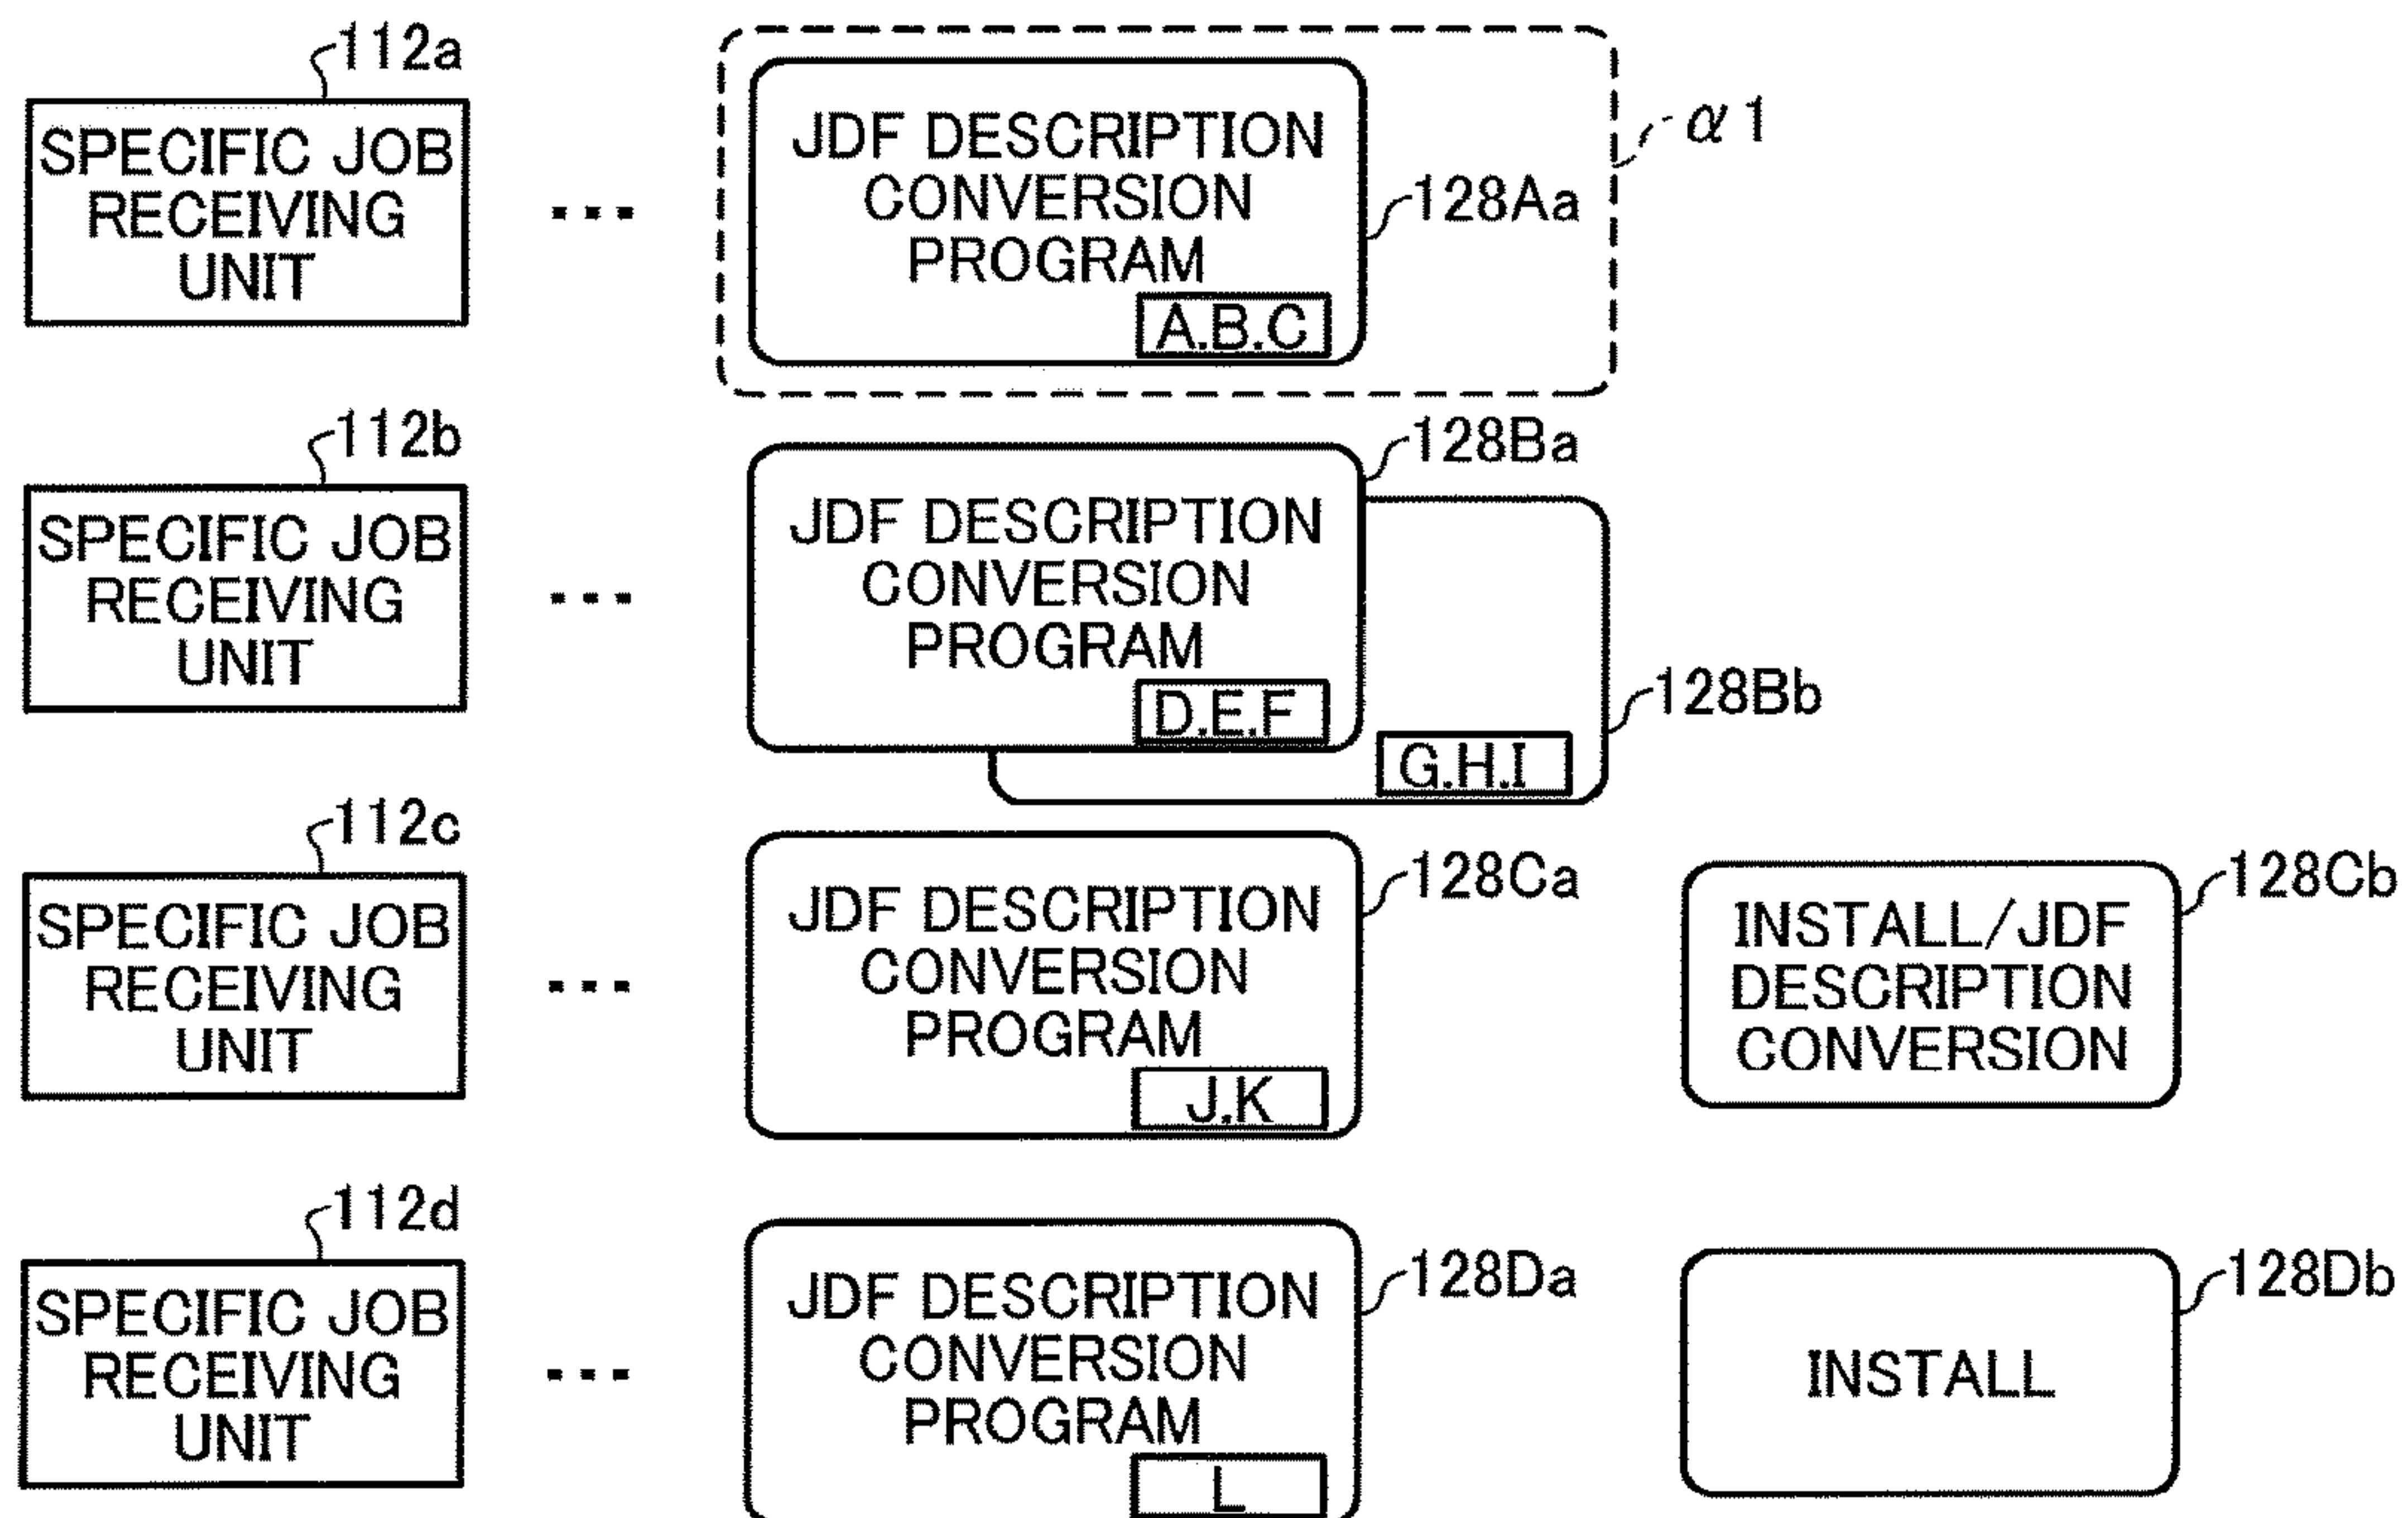 112a
SPECIFIC JOB
RECEIVING
UNIT
...
JDF DESCRIPTION
CONVERSION
PROGRAM
A.B.C
128Aa
α1
112b
SPECIFIC JOB
RECEIVING
UNIT
...
JDF DESCRIPTION
CONVERSION
PROGRAM
D.E.F
128Ba
G.H.I
128Bb
112c
SPECIFIC JOB
RECEIVING
UNIT
...
JDF DESCRIPTION
CONVERSION
PROGRAM
J.K
128Ca
INSTALL/JDF
DESCRIPTION
CONVERSION
128Cb
112d
SPECIFIC JOB
RECEIVING
UNIT
...
JDF DESCRIPTION
CONVERSION
PROGRAM
L
128Da
INSTALL
128Db